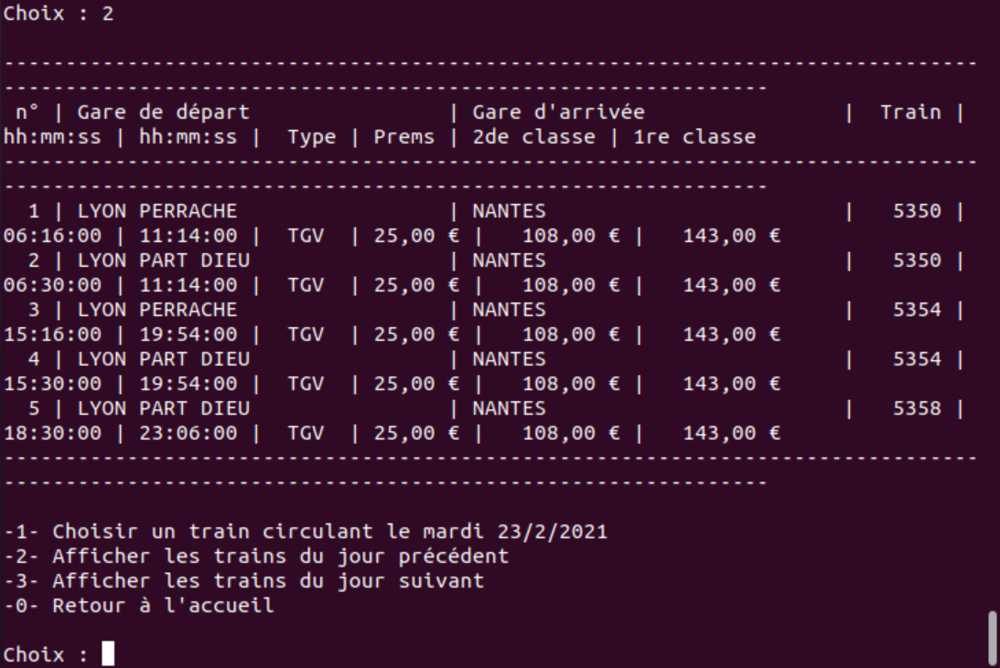 Choix : 2
-------------------------------------------------------------------------------
--------------------------------------------------------------
 n° | Gare de départ                | Gare d'arrivée                |  Train |
hh:mm:ss | hh:mm:ss |  Type | Prems | 2de classe | 1re classe
-------------------------------------------------------------------------------
--------------------------------------------------------------
  1 | LYON PERRACHE                 | NANTES                        |   5350 |
06:16:00 | 11:14:00 |  TGV  | 25,00 € |   108,00 € |   143,00 €
  2 | LYON PART DIEU                | NANTES                        |   5350 |
06:30:00 | 11:14:00 |  TGV  | 25,00 € |   108,00 € |   143,00 €
  3 | LYON PERRACHE                 | NANTES                        |   5354 |
15:16:00 | 19:54:00 |  TGV  | 25,00 € |   108,00 € |   143,00 €
  4 | LYON PART DIEU                | NANTES                        |   5354 |
15:30:00 | 19:54:00 |  TGV  | 25,00 € |   108,00 € |   143,00 €
  5 | LYON PART DIEU                | NANTES                        |   5358 |
18:30:00 | 23:06:00 |  TGV  | 25,00 € |   108,00 € |   143,00 €
-------------------------------------------------------------------------------
--------------------------------------------------------------
-1- Choisir un train circulant le mardi 23/2/2021
-2- Afficher les trains du jour précédent
-3- Afficher les trains du jour suivant
-0- Retour à l'accueil
Choix :